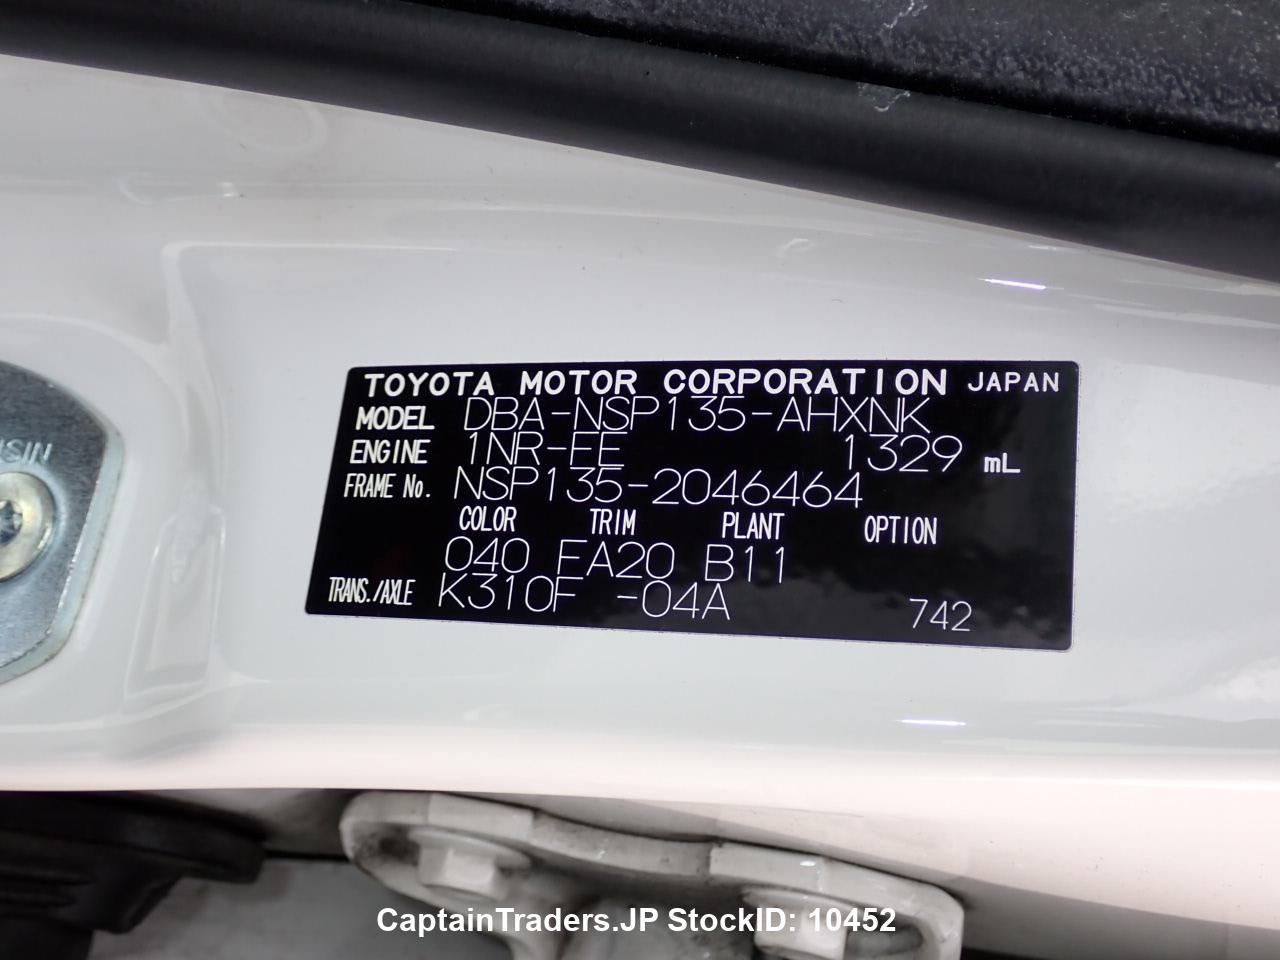 TOYOTA MOTOR CORPORATION JAPAN
MODEL DBA-NSP135-AHXNK
ENGINE 1NR-FE 1329 mL
FRAME No. NSP135-2046464
COLOR TRIM PLANT OPTION
040 FA20 B11
TRANS./AXLE K310F -04A 742
CaptainTraders.JP StockID: 10452